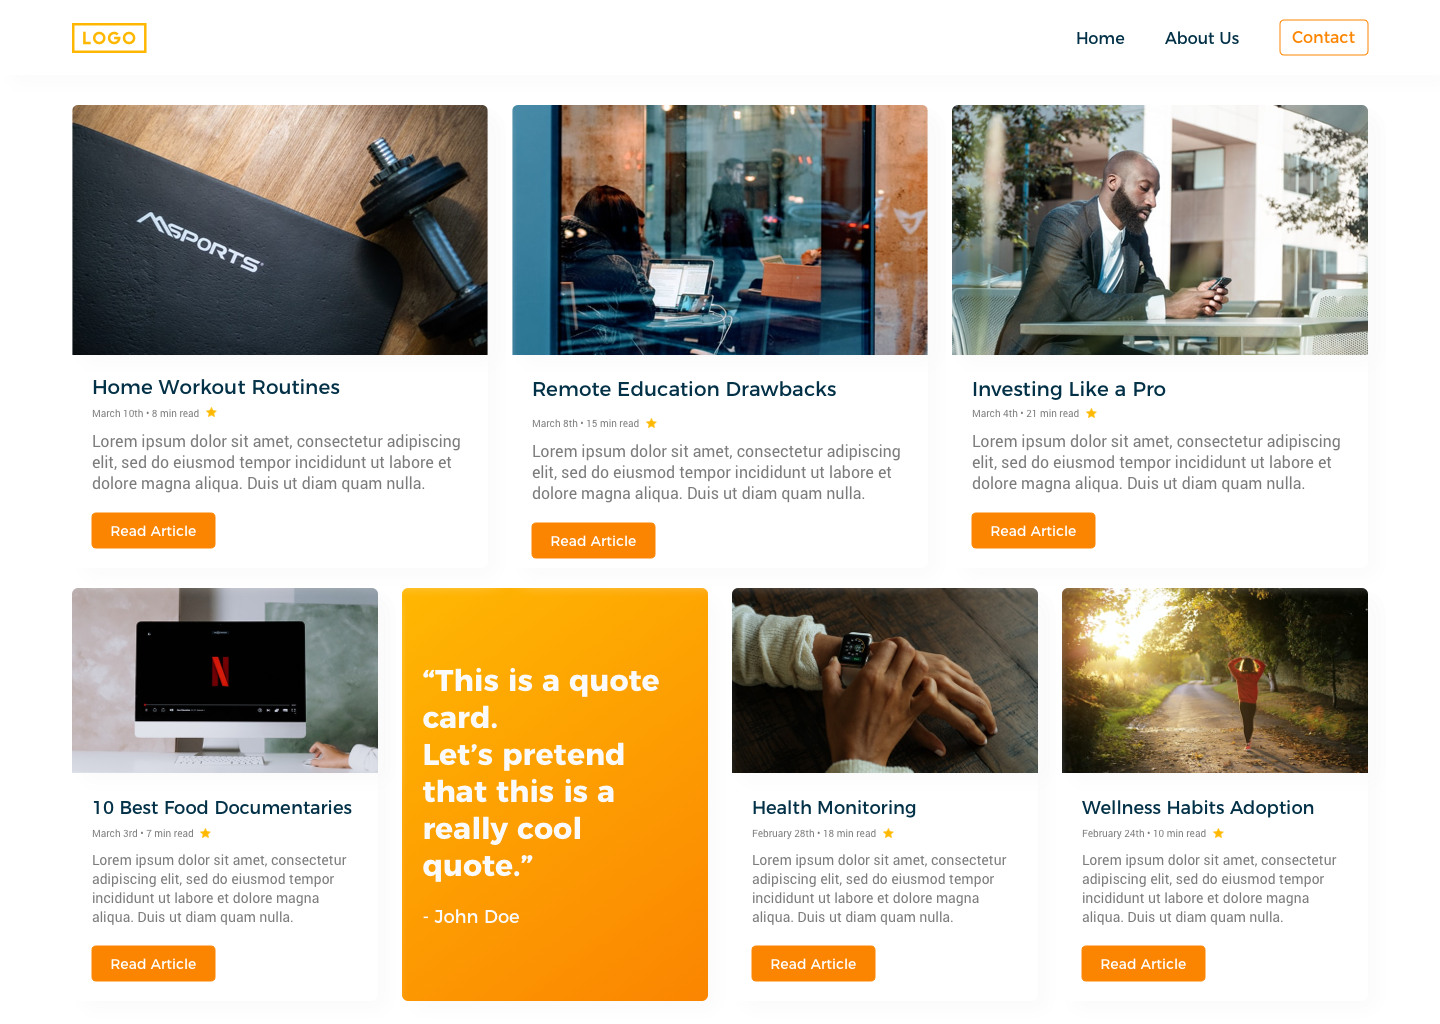 LOGO
Home
About Us
Contact
MSPORTS
Home Workout Routines
March 10th • 8 min read
Lorem ipsum dolor sit amet, consectetur adipiscing
elit, sed do eiusmod tempor incididunt ut labore et
dolore magna aliqua. Duis ut diam quam nulla.
Read Article
Remote Education Drawbacks
March 8th • 15 min read
Lorem ipsum dolor sit amet, consectetur adipiscing
elit, sed do eiusmod tempor incididunt ut labore et
dolore magna aliqua. Duis ut diam quam nulla.
Read Article
Investing Like a Pro
March 4th • 21 min read
Lorem ipsum dolor sit amet, consectetur adipiscing
elit, sed do eiusmod tempor incididunt ut labore et
dolore magna aliqua. Duis ut diam quam nulla.
Read Article
N
10 Best Food Documentaries
March 3rd • 7 min read
Lorem ipsum dolor sit amet, consectetur
adipiscing elit, sed do eiusmod tempor
incididunt ut labore et dolore magna
aliqua. Duis ut diam quam nulla.
Read Article
“This is a quote
card.
Let’s pretend
that this is a
really cool
quote.”
- John Doe
Health Monitoring
February 28th • 18 min read
Lorem ipsum dolor sit amet, consectetur
adipiscing elit, sed do eiusmod tempor
incididunt ut labore et dolore magna
aliqua. Duis ut diam quam nulla.
Read Article
Wellness Habits Adoption
February 24th • 10 min read
Lorem ipsum dolor sit amet, consectetur
adipiscing elit, sed do eiusmod tempor
incididunt ut labore et dolore magna
aliqua. Duis ut diam quam nulla.
Read Article